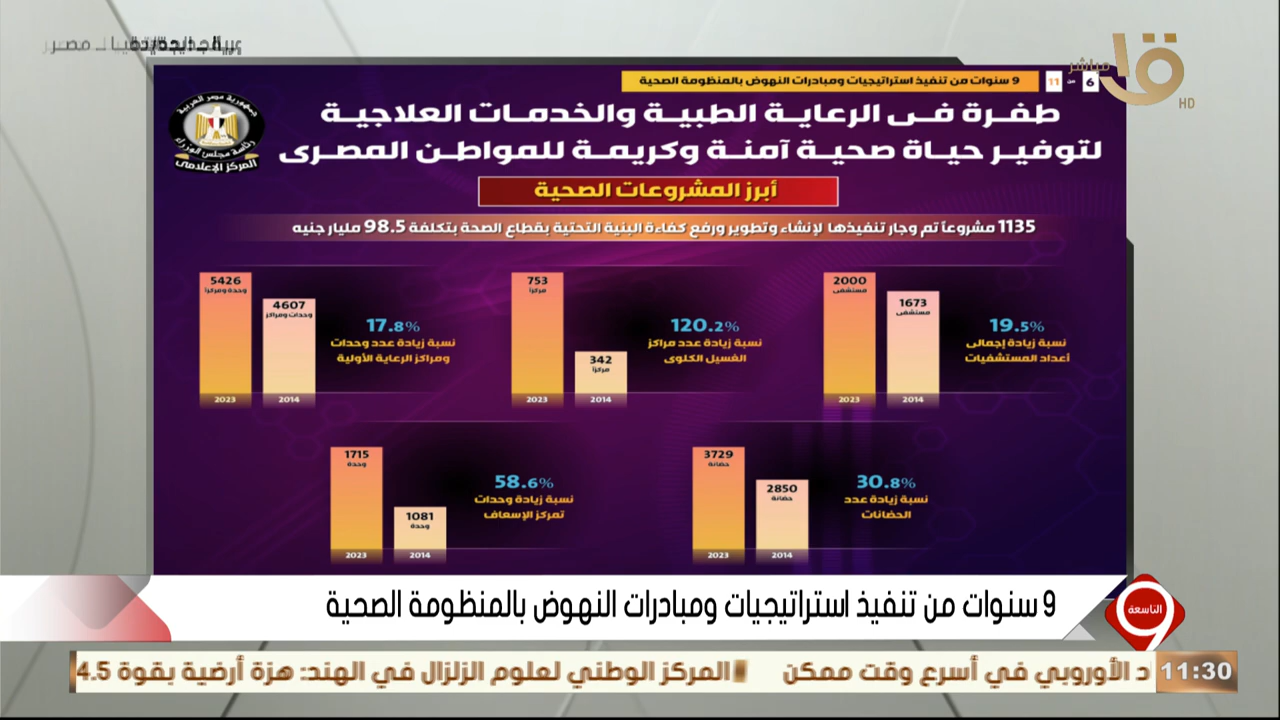 مباشر
HD
6 من 11
9 سنوات من تنفيذ استراتيجيات ومبادرات النهوض بالمنظومة الصحية
جمهورية مصر العربية
رئاسة مجلس الوزراء
المركز الإعلامى
طفرة فى الرعاية الطبية والخدمات العلاجية
لتوفير حياة صحية آمنة وكريمة للمواطن المصرى
أبرز المشروعات الصحية
1135 مشروعاً تم وجار تنفيذها لإنشاء وتطوير ورفع كفاءة البنية التحتية بقطاع الصحة بتكلفة 98.5 مليار جنيه
19.5%
نسبة زيادة إجمالى
أعداد المستشفيات
1673
مستشفى
2014
2000
مستشفى
2023
120.2%
نسبة زيادة عدد مراكز
الغسيل الكلوى
342
مركزاً
2014
753
مركزاً
2023
17.8%
نسبة زيادة عدد وحدات
ومراكز الرعاية الأولية
4607
وحدات ومراكز
2014
5426
وحدة ومركزاً
2023
30.8%
نسبة زيادة عدد
الحضانات
2850
حضانة
2014
3729
حضانة
2023
58.6%
نسبة زيادة وحدات
تمركز الإسعاف
1081
وحدة
2014
1715
وحدة
2023
التاسعة
9 سنوات من تنفيذ استراتيجيات ومبادرات النهوض بالمنظومة الصحية
11:30
د الأوروبي في أسرع وقت ممكن
المركز الوطني لعلوم الزلزال في الهند: هزة أرضية بقوة 4.5